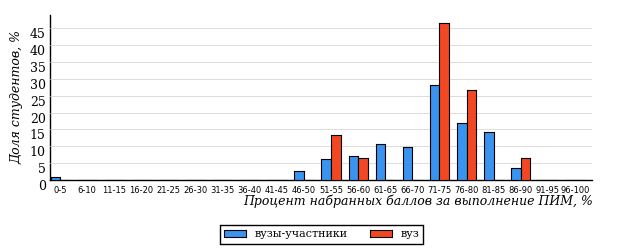 Доля студентов, %
45
40
35
30
25
20
15
10
5
0
0-5 6-10 11-15 16-20 21-25 26-30 31-35 36-40 41-45 46-50 51-55 56-60 61-65 66-70 71-75 76-80 81-85 86-90 91-95 96-100
Процент набранных баллов за выполнение ПИМ, %
вузы-участники вуз